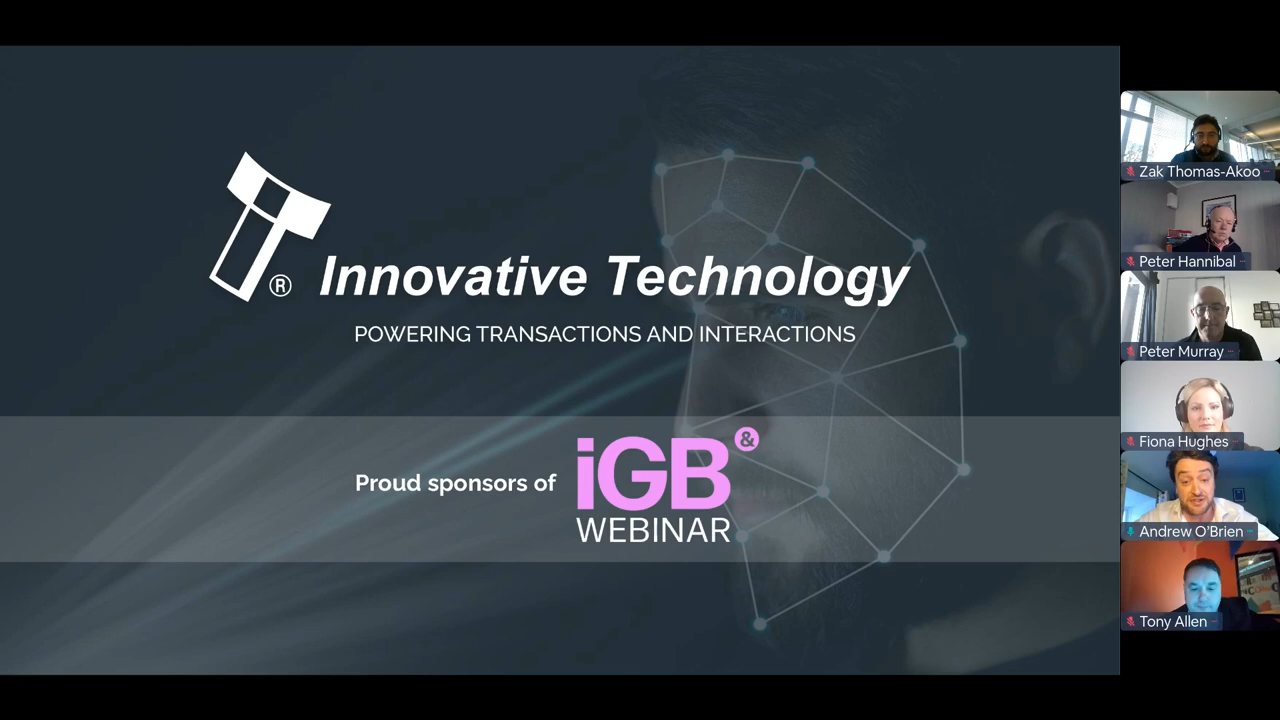 ®
Innovative Technology
POWERING TRANSACTIONS AND INTERACTIONS
Proud sponsors of
iGB &
WEBINAR
Zak Thomas-Akoo
Peter Hannibal
Peter Murray
Fiona Hughes
Andrew O'Brien
Tony Allen